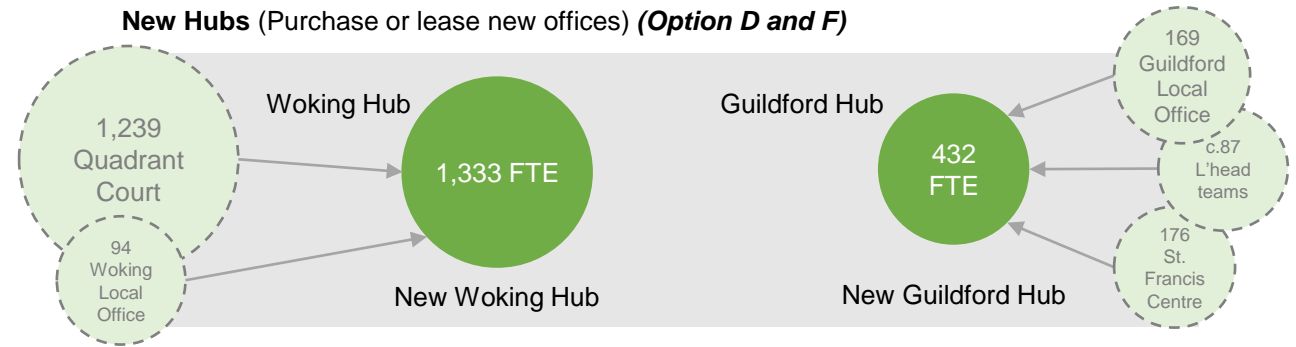 New Hubs (Purchase or lease new offices) (Option D and F)
1,239
Quadrant
Court
94
Woking
Local
Office
Woking Hub
1,333 FTE
New Woking Hub
Guildford Hub
432
FTE
New Guildford Hub
169
Guildford
Local
Office
c.87
L'head
teams
176
St.
Francis
Centre